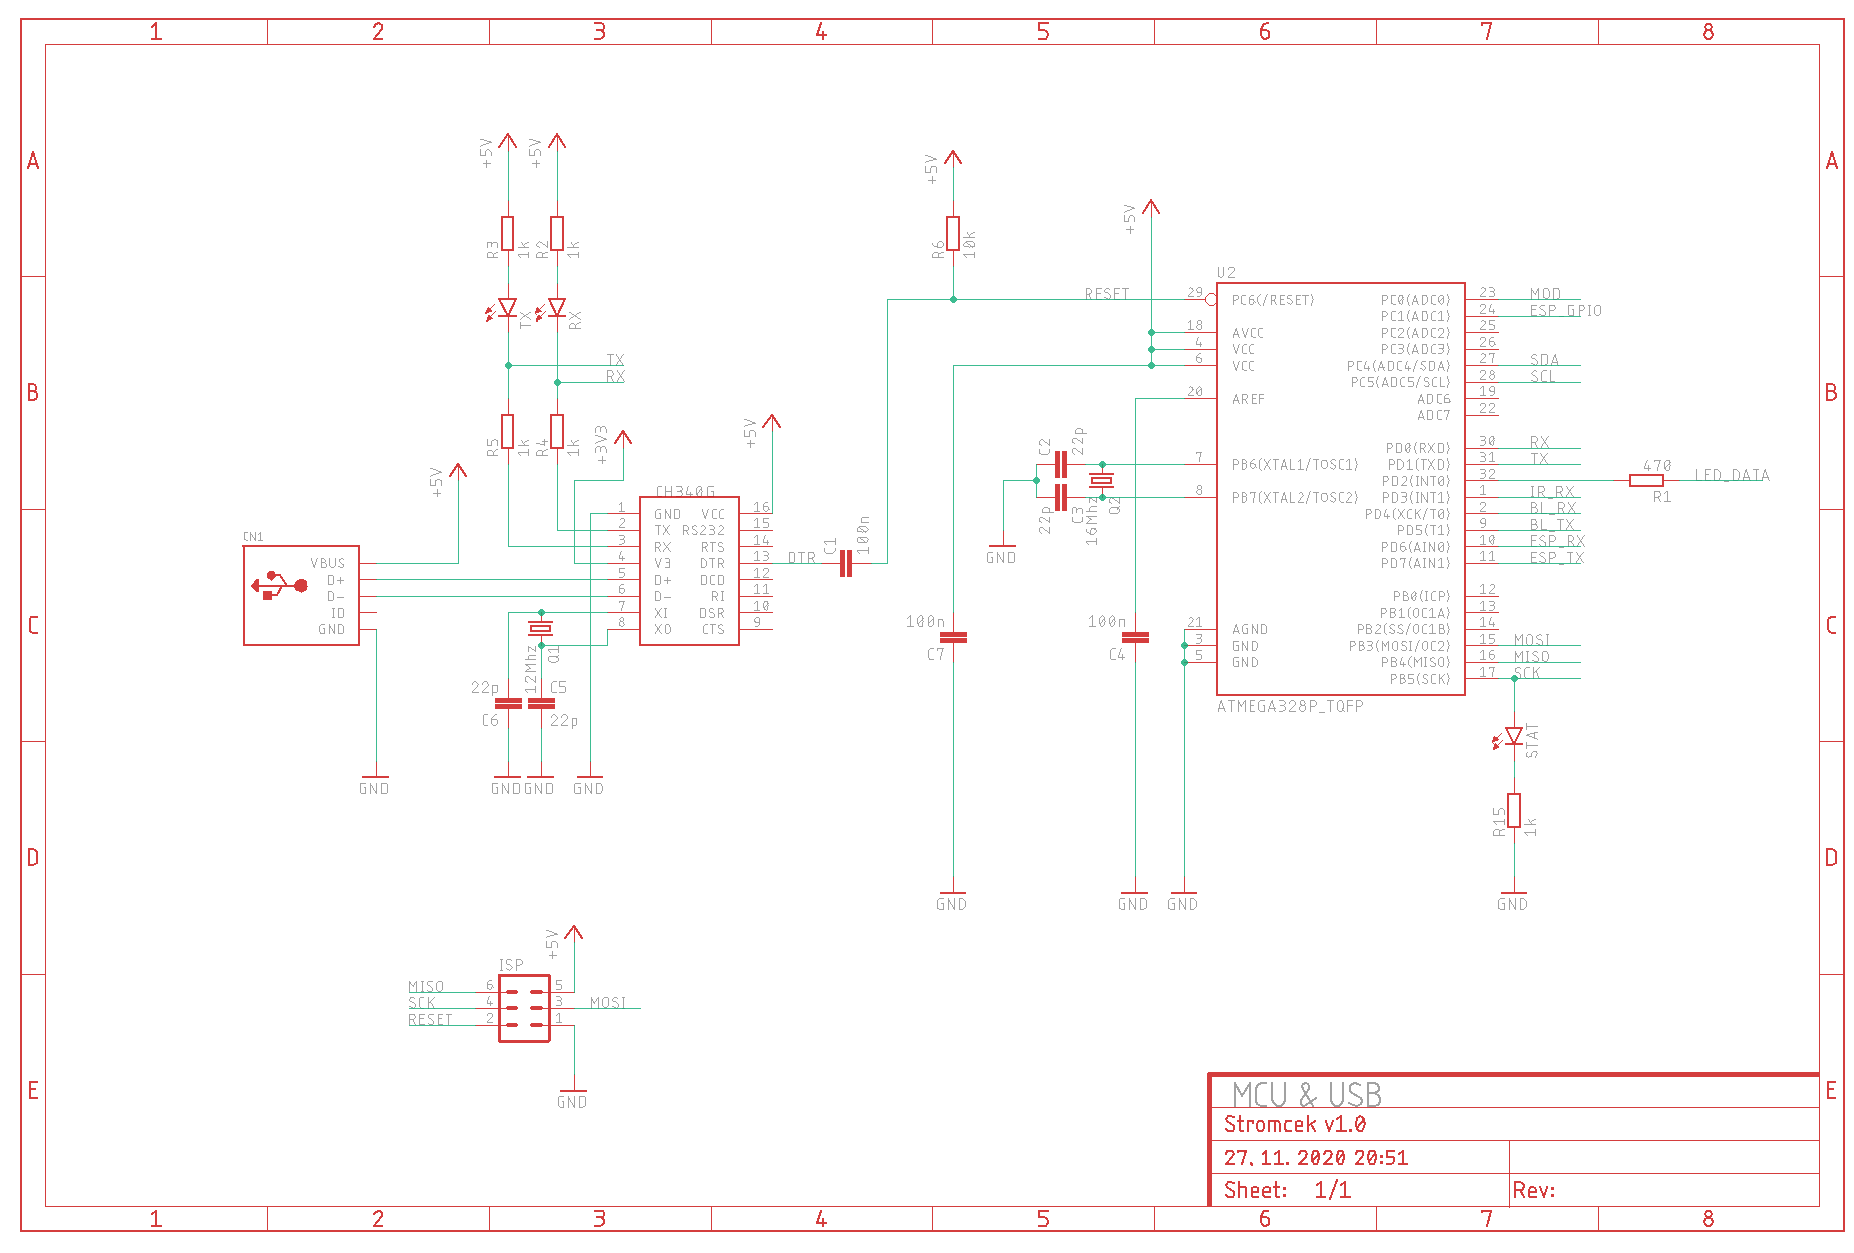 1 2 3 4 5 6 7 8
A A
B B
C C
D D
E E
+5V +5V
R3 1k R2 1k
TX RX
TX
RX
R5 1k R4 1k
+3V3
+5V
+5V
CN1
VBUS
D+
D-
ID
GND
GND
CH340G
1 GND VCC 16
2 TX RS232 15
3 RX RTS 14
4 V3 DTR 13
5 D+ DCD 12
6 D- RI 11
7 XI DSR 10
8 XO CTS 9
12Mhz Q1
22p C6
C5 22p
GND GND GND
DTR C1 100n
+5V
R6 10k
RESET
+5V
100n
C7
GND
100n
C4
GND
GND
C2 22p
22p C3
16Mhz Q2
GND
U2
29 PC6(/RESET) PC0(ADC0) 23 MOD
PC1(ADC1) 24 ESP_GPIO
18 AVCC PC2(ADC2) 25
4 VCC PC3(ADC3) 26
6 VCC PC4(ADC4/SDA) 27 SDA
PC5(ADC5/SCL) 28 SCL
20 AREF ADC6 19
ADC7 22
PD0(RXD) 30 RX
7 PB6(XTAL1/TOSC1) PD1(TXD) 31 TX
PD2(INT0) 32
8 PB7(XTAL2/TOSC2) PD3(INT1) 1 IR_RX
PD4(XCK/T0) 2 BL_RX
PD5(T1) 9 BL_TX
PD6(AIN0) 10 ESP_RX
PD7(AIN1) 11 ESP_TX
PB0(ICP) 12
PB1(OC1A) 13
21 AGND PB2(SS/OC1B) 14
3 GND PB3(MOSI/OC2) 15 MOSI
5 GND PB4(MISO) 16 MISO
PB5(SCK) 17 SCK
ATMEGA328P_TQFP
470
R1
LED_DATA
STAT
R15 1k
GND
+5V
ISP
MISO 6 5
SCK 4 3 MOSI
RESET 2 1
GND
MCU & USB
Stromcek v1.0
27. 11. 2020 20:51
Sheet: 1/1 Rev:
1 2 3 4 5 6 7 8